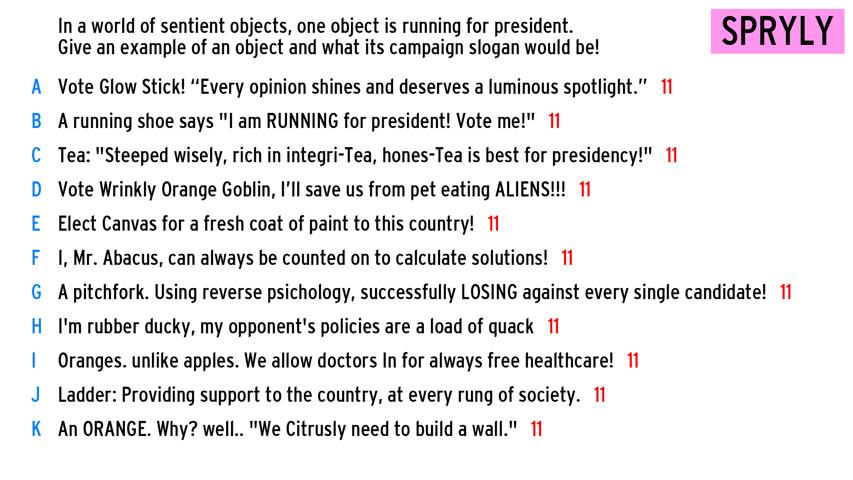 In a world of sentient objects, one object is running for president.
Give an example of an object and what its campaign slogan would be!
SPRYLY
A Vote Glow Stick! “Every opinion shines and deserves a luminous spotlight.” 11
B A running shoe says "I am RUNNING for president! Vote me!" 11
C Tea: "Steeped wisely, rich in integri-Tea, hones-Tea is best for presidency!" 11
D Vote Wrinkly Orange Goblin, I’ll save us from pet eating ALIENS!!! 11
E Elect Canvas for a fresh coat of paint to this country! 11
F I, Mr. Abacus, can always be counted on to calculate solutions! 11
G A pitchfork. Using reverse psichology, successfully LOSING against every single candidate! 11
H I'm rubber ducky, my opponent's policies are a load of quack 11
I Oranges. unlike apples. We allow doctors In for always free healthcare! 11
J Ladder: Providing support to the country, at every rung of society. 11
K An ORANGE. Why? well.. "We Citrusly need to build a wall." 11